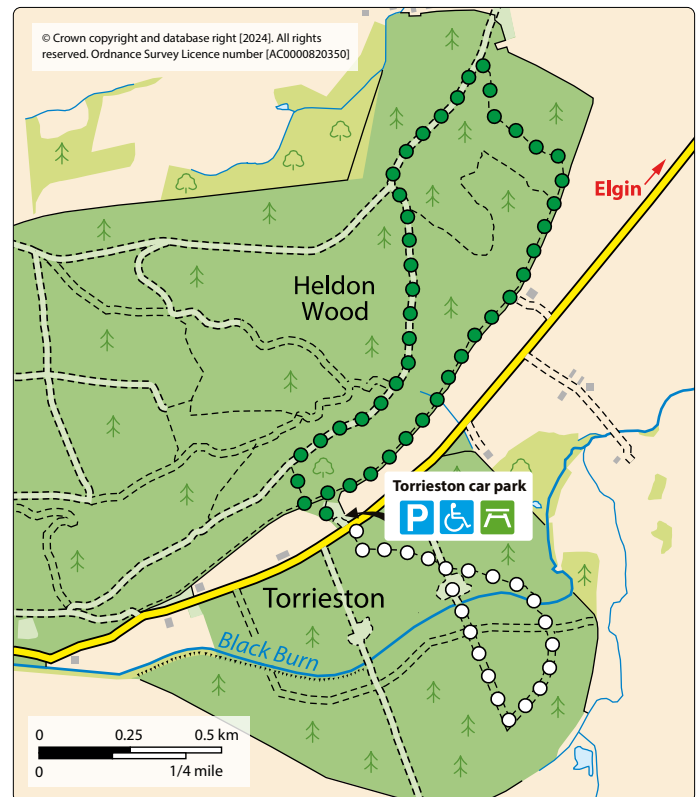 © Crown copyright and database right [2024]. All rights
reserved. Ordnance Survey Licence number [AC0000820350]
Elgin
Heldon
Wood
Torrieston car park
P
Torrieston
Black Burn
0 0.25 0.5 km
0 1/4 mile